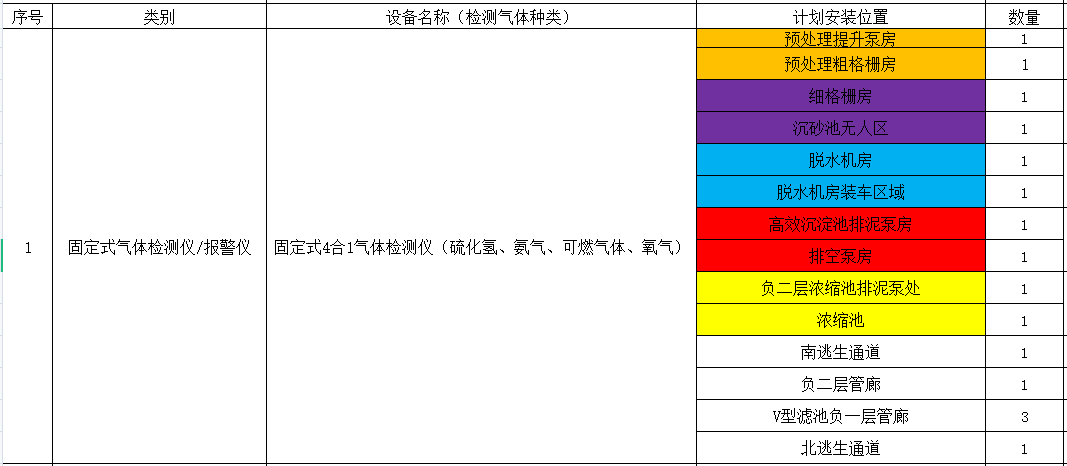 序号 类别 设备名称（检测气体种类） 计划安装位置 数量
预处理提升泵房 1
预处理粗格栅房 1
细格栅房 1
沉砂池无人区 1
脱水机房 1
脱水机房装车区域 1
高效沉淀池排泥泵房 1
1 固定式气体检测仪/报警仪 固定式4合1气体检测仪（硫化氢、氨气、可燃气体、氧气） 排空泵房 1
负二层浓缩池排泥泵处 1
浓缩池 1
南逃生通道 1
负二层管廊 1
V型滤池负一层管廊 3
北逃生通道 1